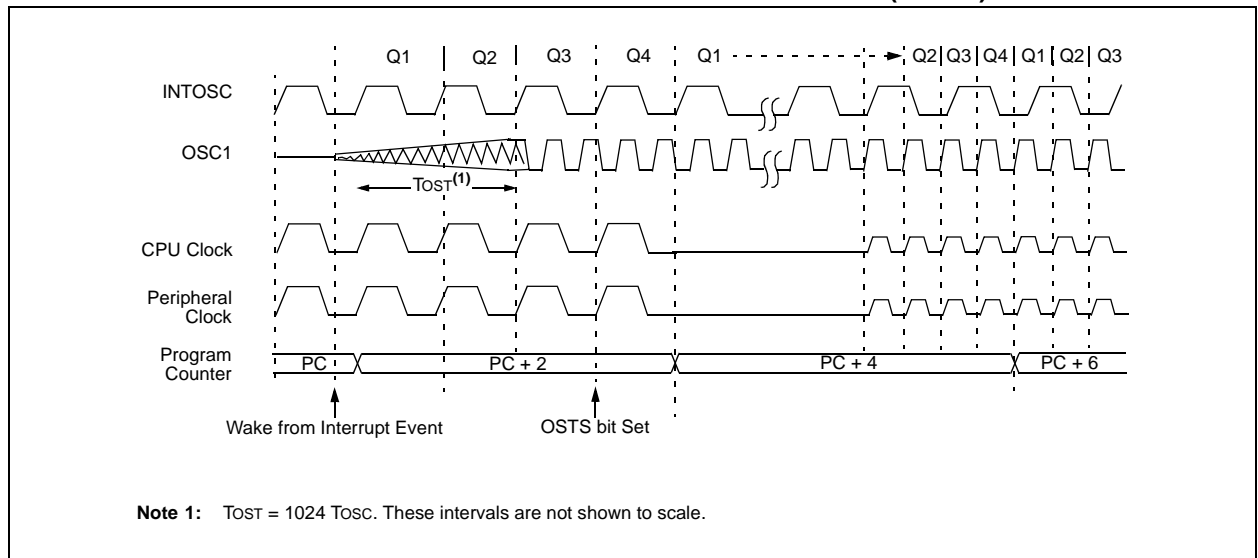 Q1 Q2 Q3 Q4 Q1 Q2 Q3 Q4 Q1 Q2 Q3
INTOSC
OSC1
TOST(1)
CPU Clock
Peripheral
Clock
Program
Counter
PC PC + 2 PC + 4 PC + 6
Wake from Interrupt Event OSTS bit Set
Note 1: TOST = 1024 TOSC. These intervals are not shown to scale.